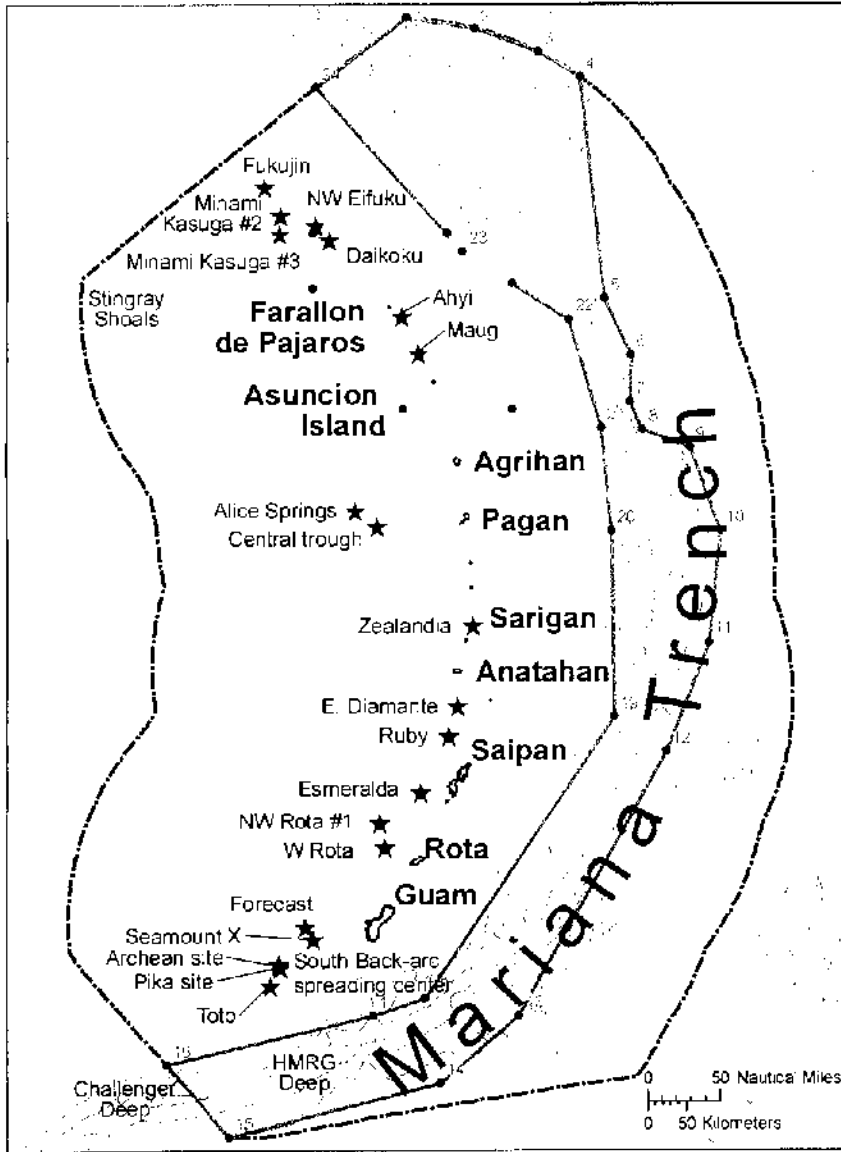 3
4
Fukujin
Minami
Kasuga #2
NW Eifuku
23
Minami Kasuga #3
Daikoku
Stingray
Shoals
5
Ahyi
22
Farallon
de Pajaros
Maug
6
7
Asuncion
Island
8
9
Agrihan
Alice Springs
Pagan
20
10
Central trough
Zealandia
Sarigan
11
Anatahan
E. Diamante
19
Ruby
12
Saipan
Esmeralda
NW Rota #1
W Rota
Rota
Guam
Forecast
Seamount X
Archean site
Pika site
South Back-arc
spreading center
Toto
Mariana Trench
HMRG
Deep
14
Challenger
Deep
15
0 50 Nautical Miles
0 50 Kilometers